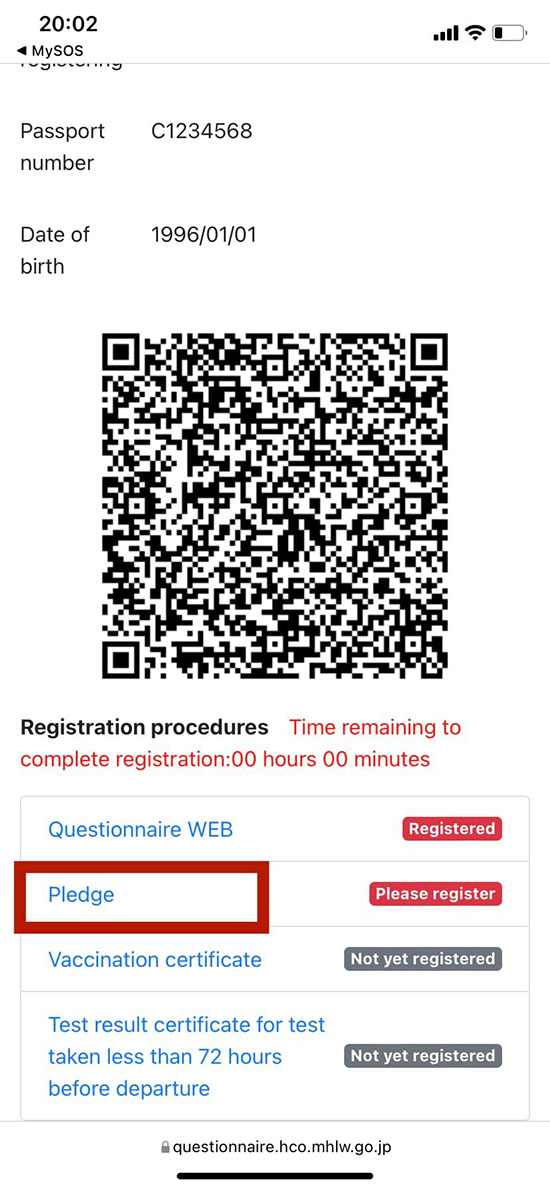 20:02
◀ MySOS
registering
Passport C1234568
number
Date of 1996/01/01
birth
Registration procedures Time remaining to
complete registration:00 hours 00 minutes
Questionnaire WEB Registered
Pledge Please register
Vaccination certificate Not yet registered
Test result certificate for test
taken less than 72 hours Not yet registered
before departure
questionnaire.hco.mhlw.go.jp